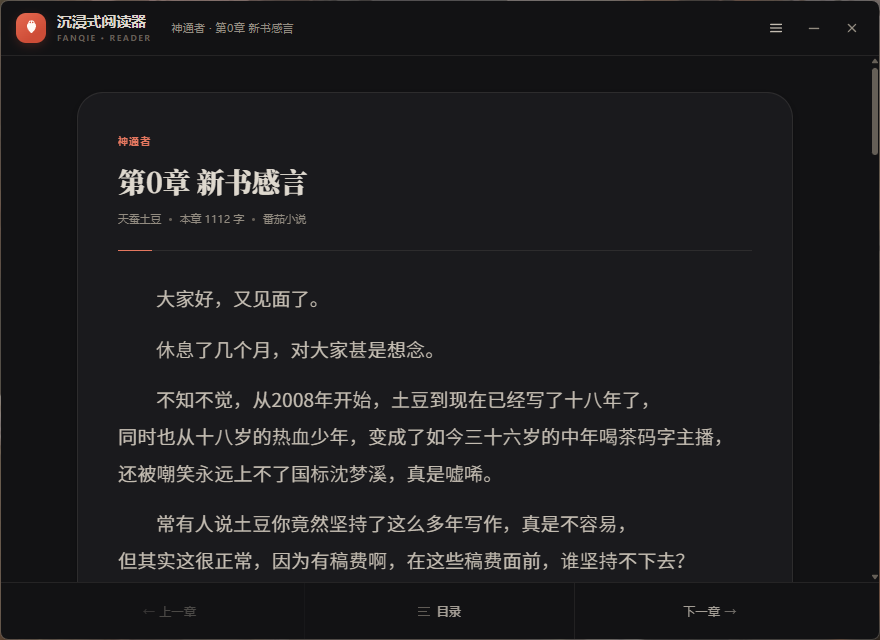 沉浸式阅读器
FANQIE · READER
神通者 · 第0章 新书感言
神通者
第0章 新书感言
天蚕土豆 • 本章 1112 字 • 番茄小说
大家好，又见面了。
休息了几个月，对大家甚是想念。
不知不觉，从2008年开始，土豆到现在已经写了十八年了，
同时也从十八岁的热血少年，变成了如今三十六岁的中年喝茶码字主播，
还被嘲笑永远上不了国标沈梦溪，真是嘘唏。
常有人说土豆你竟然坚持了这么多年写作，真是不容易，
但其实这很正常，因为有稿费啊，在这些稿费面前，谁坚持不下去？
← 上一章
目录
下一章 →